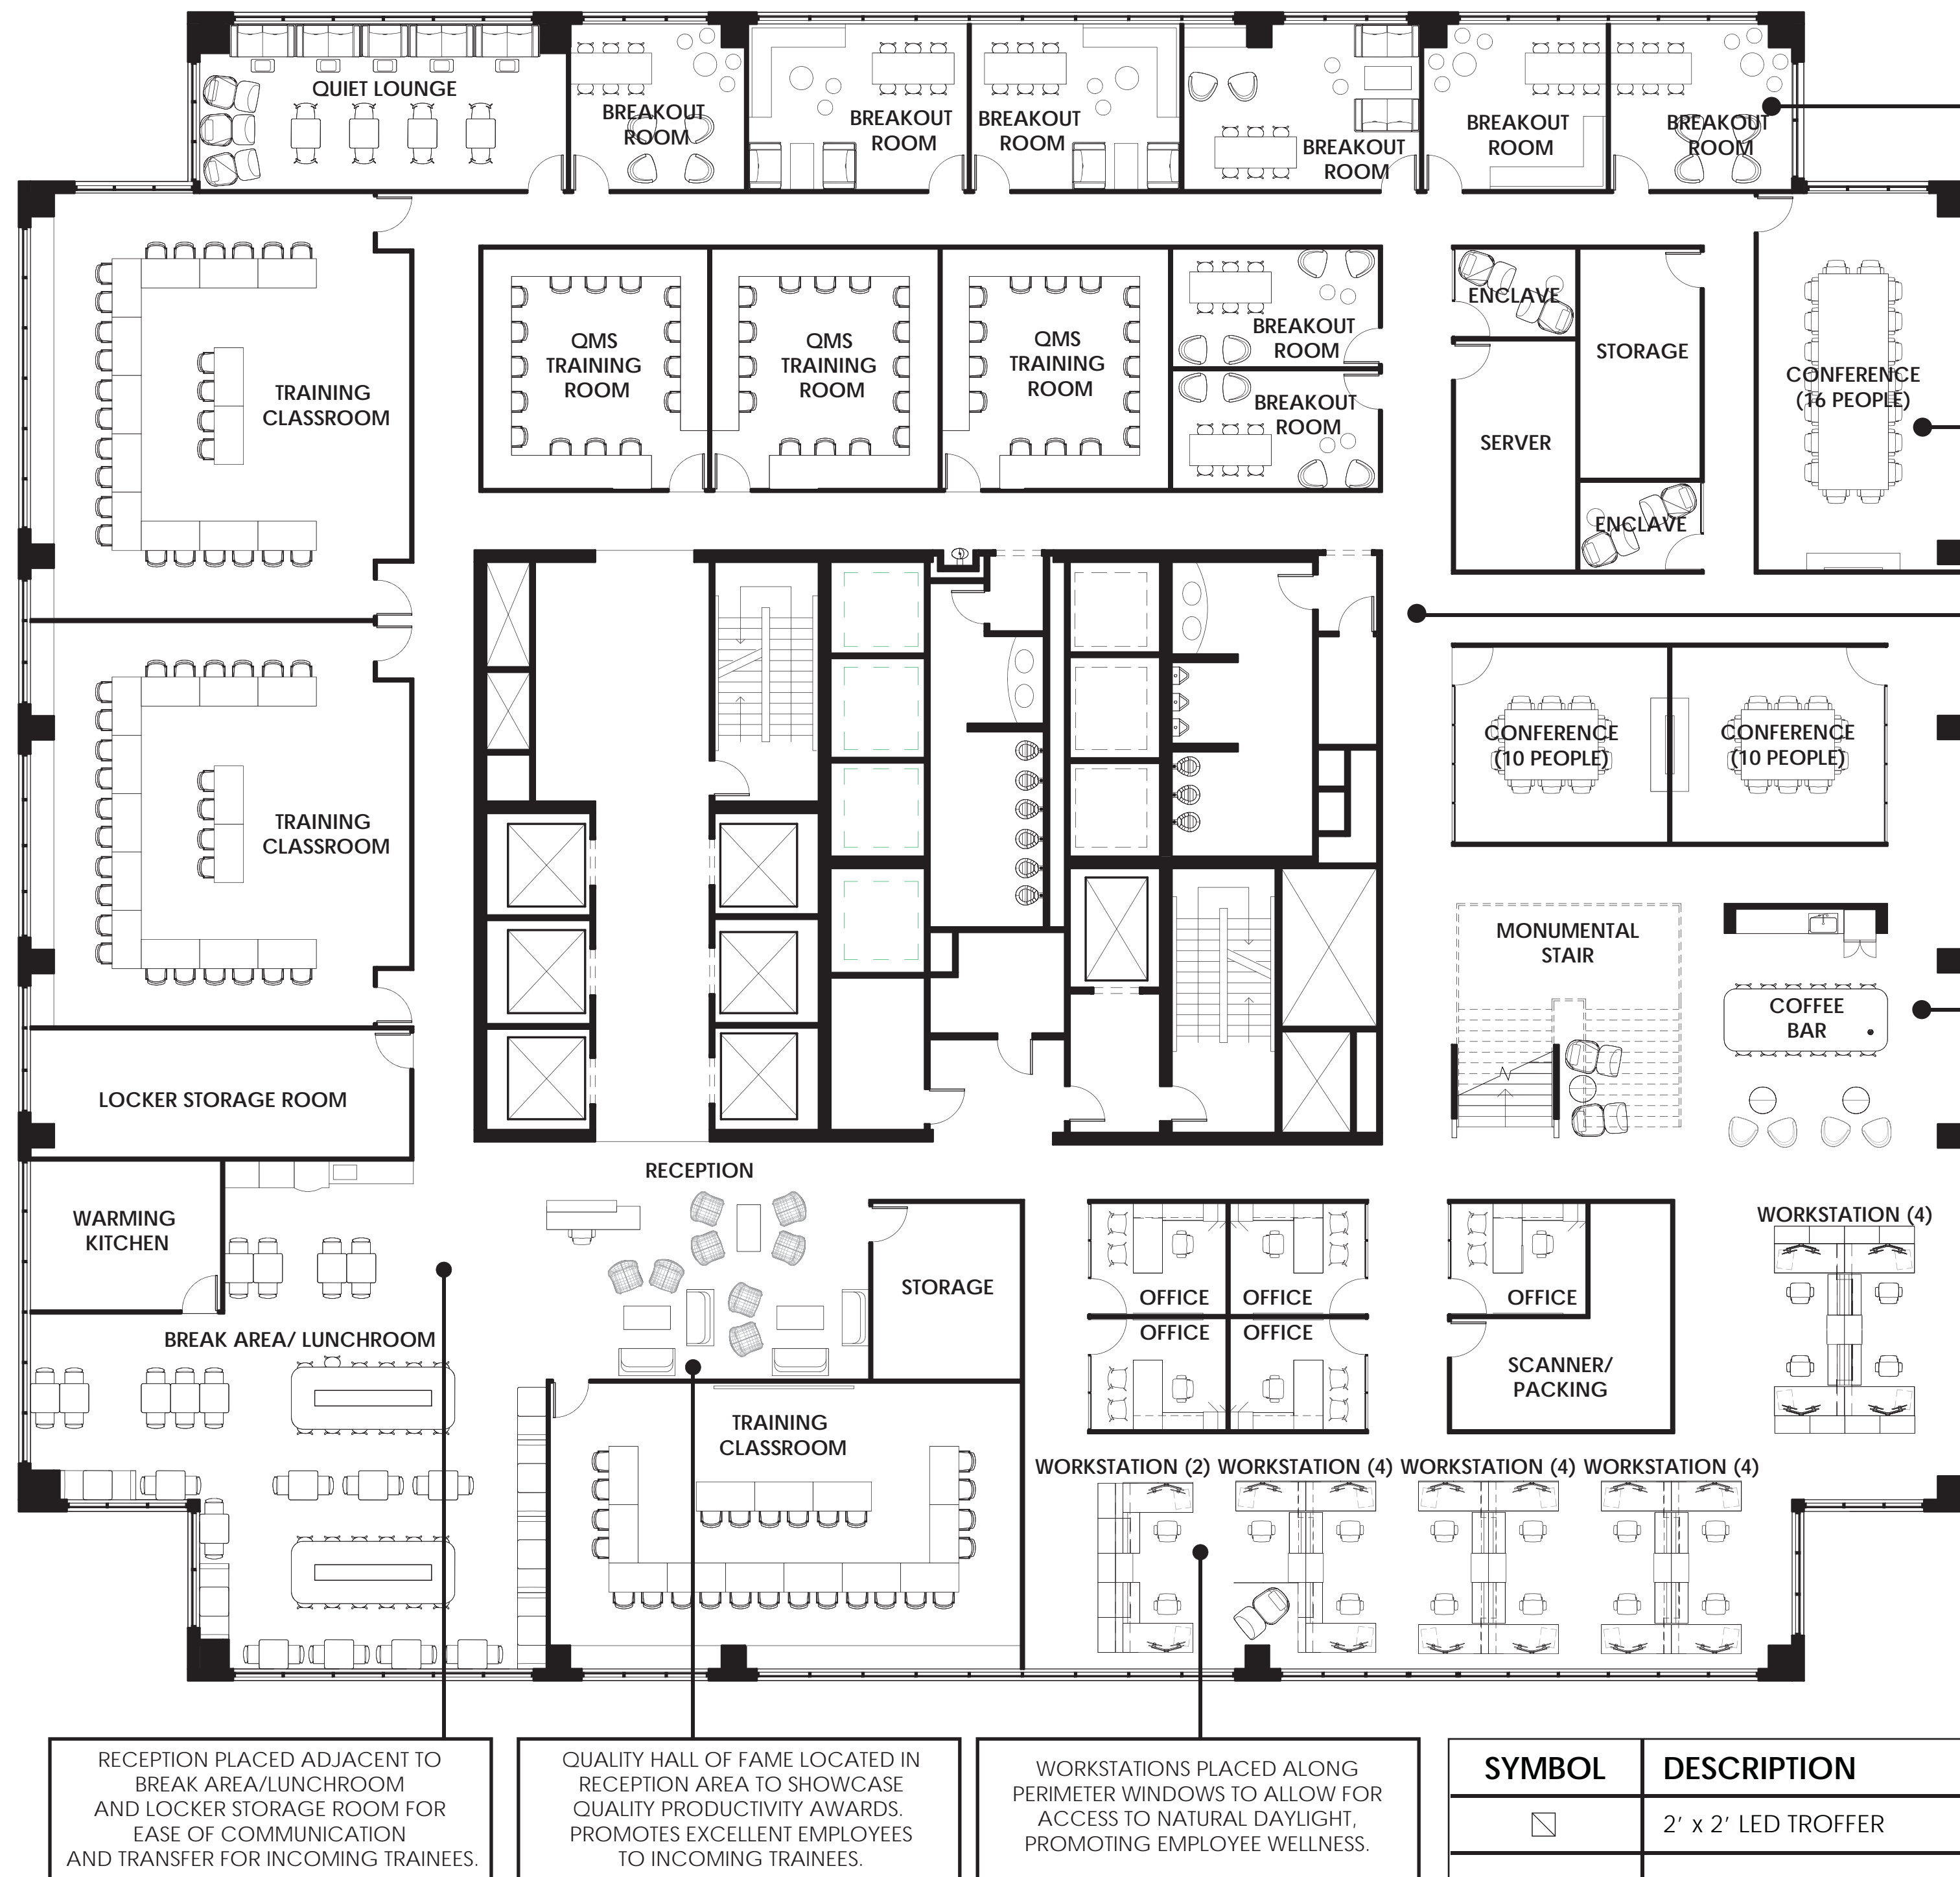 QUIET LOUNGE
BREAKOUT
ROOM
BREAKOUT
ROOM
BREAKOUT
ROOM
BREAKOUT
ROOM
BREAKOUT
ROOM
BREAKOUT
ROOM
TRAINING
CLASSROOM
QMS
TRAINING
ROOM
QMS
TRAINING
ROOM
QMS
TRAINING
ROOM
BREAKOUT
ROOM
BREAKOUT
ROOM
ENCLAVE
STORAGE
SERVER
ENCLAVE
CONFERENCE
(16 PEOPLE)
CONFERENCE
(10 PEOPLE)
CONFERENCE
(10 PEOPLE)
TRAINING
CLASSROOM
MONUMENTAL
STAIR
COFFEE
BAR
LOCKER STORAGE ROOM
RECEPTION
WARMING
KITCHEN
STORAGE
BREAK AREA/ LUNCHROOM
OFFICE
OFFICE
OFFICE
OFFICE
OFFICE
SCANNER/
PACKING
WORKSTATION (4)
TRAINING
CLASSROOM
WORKSTATION (2)
WORKSTATION (4)
WORKSTATION (4)
WORKSTATION (4)
RECEPTION PLACED ADJACENT TO
BREAK AREA/LUNCHROOM
AND LOCKER STORAGE ROOM FOR
EASE OF COMMUNICATION
AND TRANSFER FOR INCOMING TRAINEES.
QUALITY HALL OF FAME LOCATED IN
RECEPTION AREA TO SHOWCASE
QUALITY PRODUCTIVITY AWARDS.
PROMOTES EXCELLENT EMPLOYEES
TO INCOMING TRAINEES.
WORKSTATIONS PLACED ALONG
PERIMETER WINDOWS TO ALLOW FOR
ACCESS TO NATURAL DAYLIGHT,
PROMOTING EMPLOYEE WELLNESS.
SYMBOL
DESCRIPTION
2' x 2' LED TROFFER